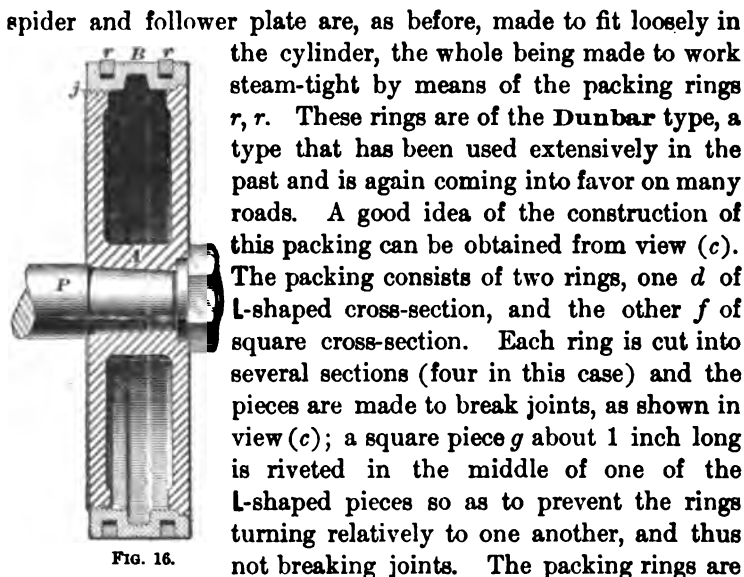 spider and follower plate are, as before, made to fit loosely in
the cylinder, the whole being made to work
steam-tight by means of the packing rings
r, r. These rings are of the Dunbar type, a
type that has been used extensively in the
past and is again coming into favor on many
roads. A good idea of the construction of
this packing can be obtained from view (c).
The packing consists of two rings, one d of
L-shaped cross-section, and the other f of
square cross-section. Each ring is cut into
several sections (four in this case) and the
pieces are made to break joints, as shown in
view (c); a square piece g about 1 inch long
is riveted in the middle of one of the
L-shaped pieces so as to prevent the rings
turning relatively to one another, and thus
not breaking joints. The packing rings are
r B r
j
A
P
FIG. 16.